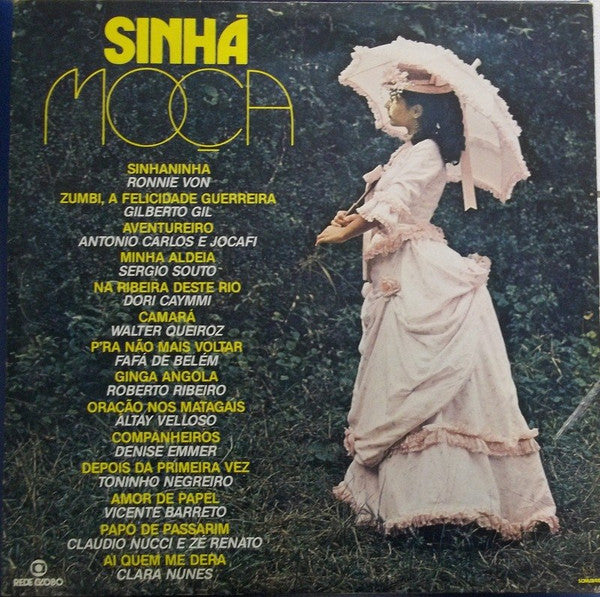 SINHÁ
MOÇA
SINHANINHA
RONNIE VON
ZUMBI, A FELICIDADE GUERREIRA
GILBERTO GIL
AVENTUREIRO
ANTONIO CARLOS E JOCAFI
MINHA ALDEIA
SERGIO SOUTO
NA RIBEIRA DESTE RIO
DORI CAYMMI
CAMARÁ
WALTER QUEIROZ
P'RA NÃO MAIS VOLTAR
FAFÁ DE BELÉM
GINGA ANGOLA
ROBERTO RIBEIRO
ORAÇÃO NOS MATAGAIS
ALTAY VELLOSO
COMPANHEIROS
DENISE EMMER
DEPOIS DA PRIMEIRA VEZ
TONINHO NEGREIRO
AMOR DE PAPEL
VICENTE BARRETO
PAPO DE PASSARIM
CLAUDIO NUCCI E ZÉ RENATO
AI QUEM ME DERA
CLARA NUNES
REDE GLOBO